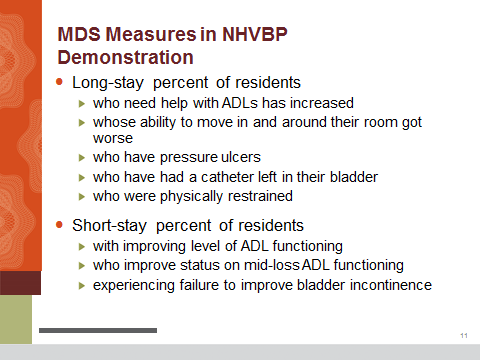 MDS Measures in NHVBP
Demonstration
Long-stay percent of residents
who need help with ADLs has increased
whose ability to move in and around their room got
worse
who have pressure ulcers
who have had a catheter left in their bladder
who were physically restrained
Short-stay percent of residents
with improving level of ADL functioning
who improve status on mid-loss ADL functioning
experiencing failure to improve bladder incontinence
11